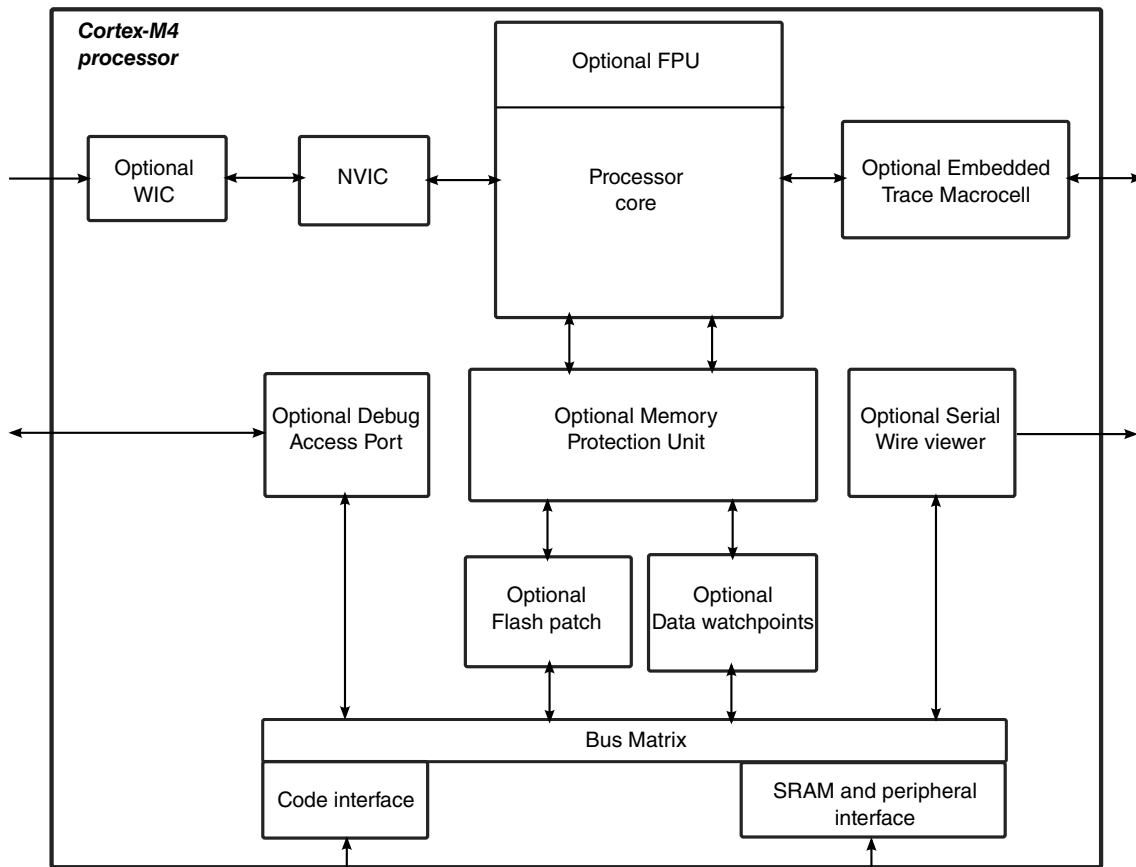 Cortex-M4
processor
Optional FPU
Optional
WIC
NVIC
Processor
core
Optional Embedded
Trace Macrocell
Optional Debug
Access Port
Optional Memory
Protection Unit
Optional Serial
Wire viewer
Optional
Flash patch
Optional
Data watchpoints
Bus Matrix
Code interface
SRAM and peripheral
interface